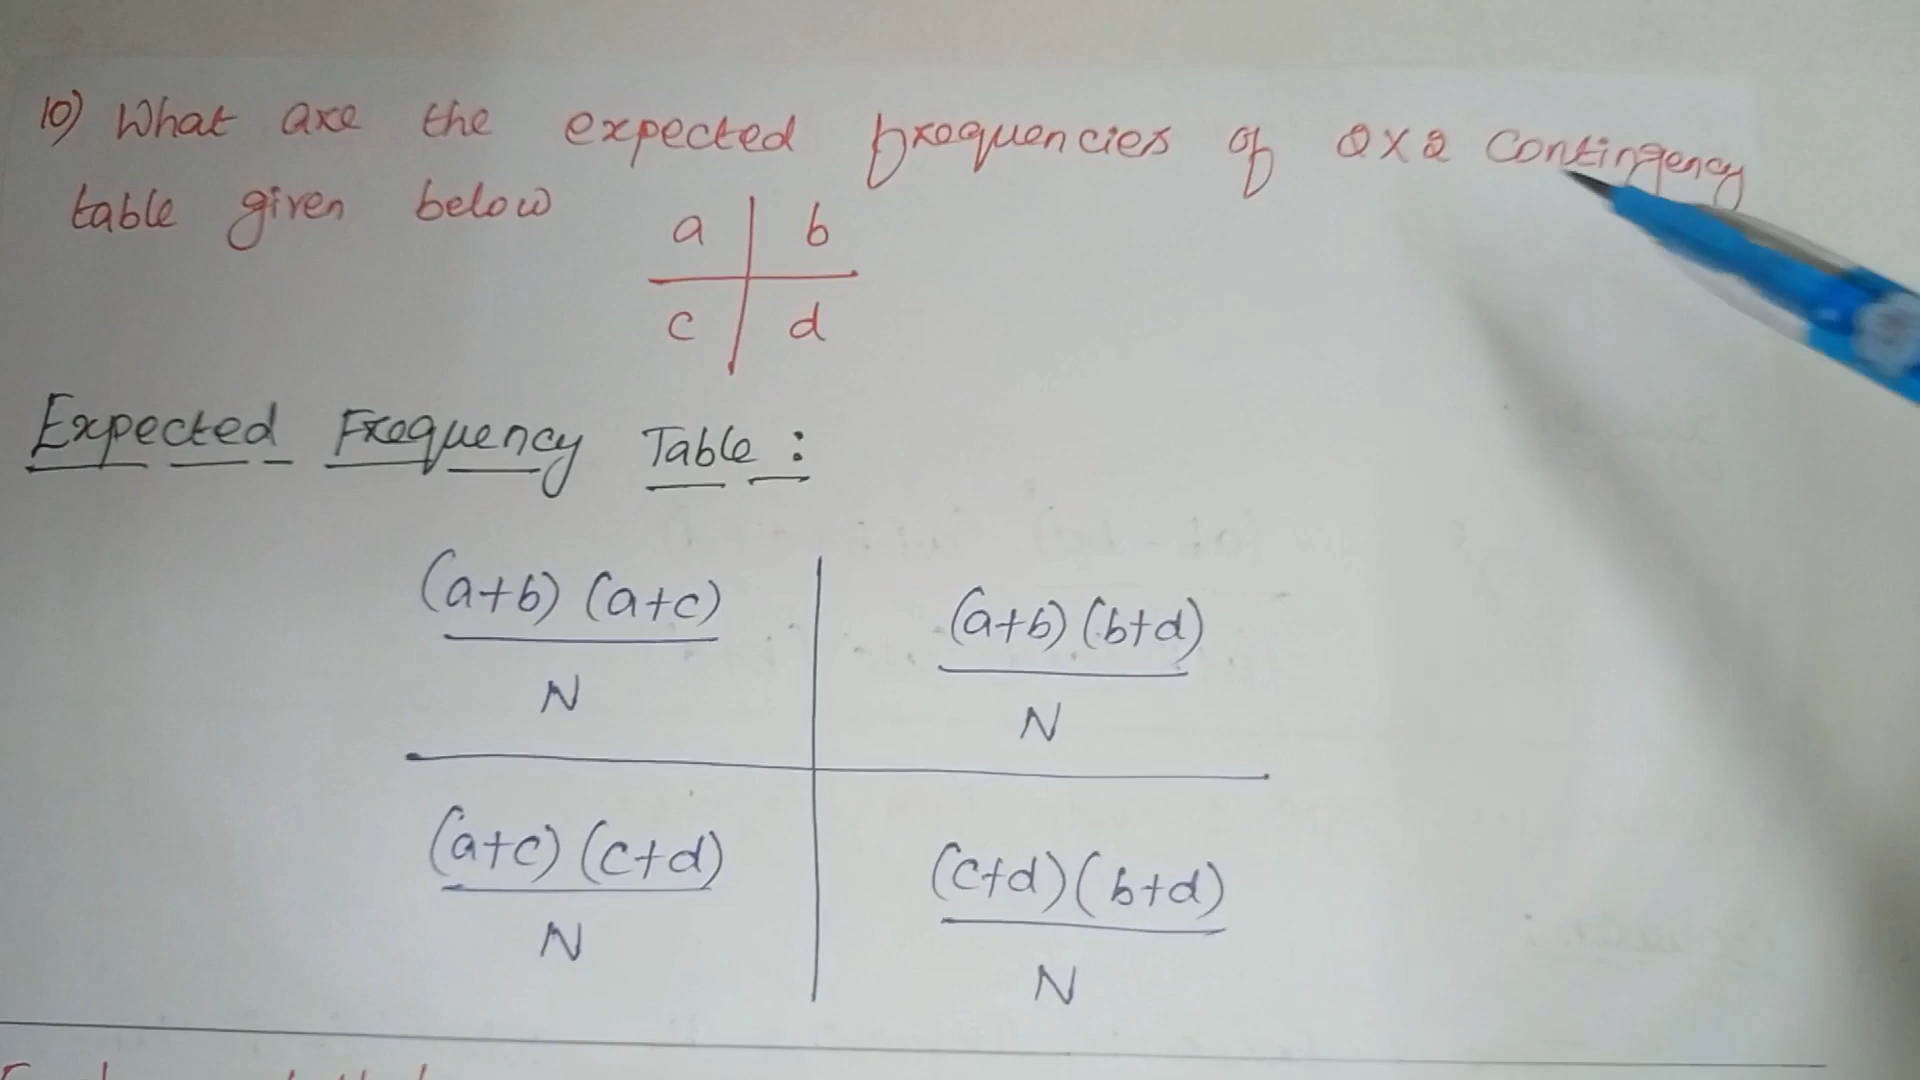 10) What are the expected frequencies of 2x2 contingency
table given below
a b
c d
Expected Frequency Table :
(a+b) (a+c) (a+b) (b+d)
N N
(a+c) (c+d) (c+d) (b+d)
N N